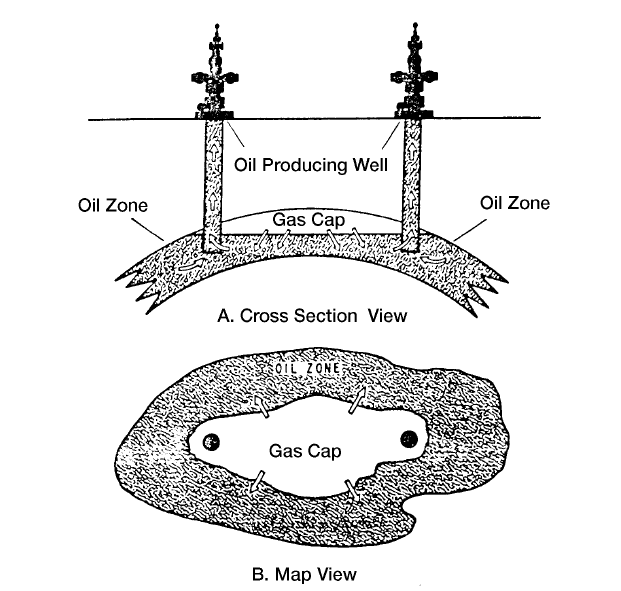 Oil Producing Well
Oil Zone
Oil Zone
Gas Cap
A. Cross Section View
OIL ZONE
Gas Cap
B. Map View